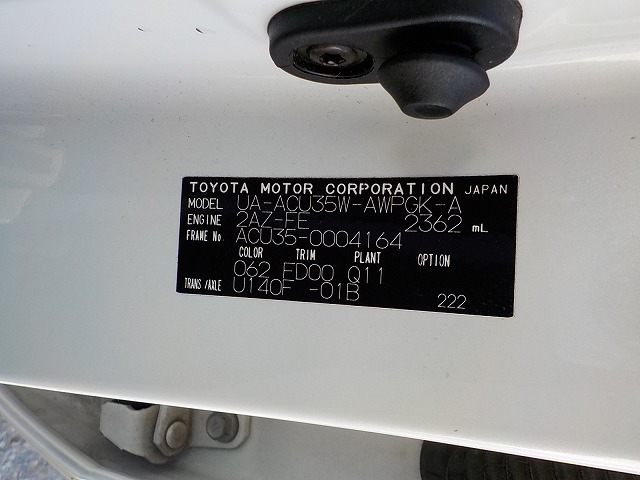 TOYOTA MOTOR CORPORATION JAPAN
MODEL UA-ACU35W-AWPGK-A
ENGINE 2AZ-FE 2362 mL
FRAME No. ACU35-0004164
COLOR TRIM PLANT OPTION
062 FD00 Q11
TRANS/AXLE U140F -01B
222